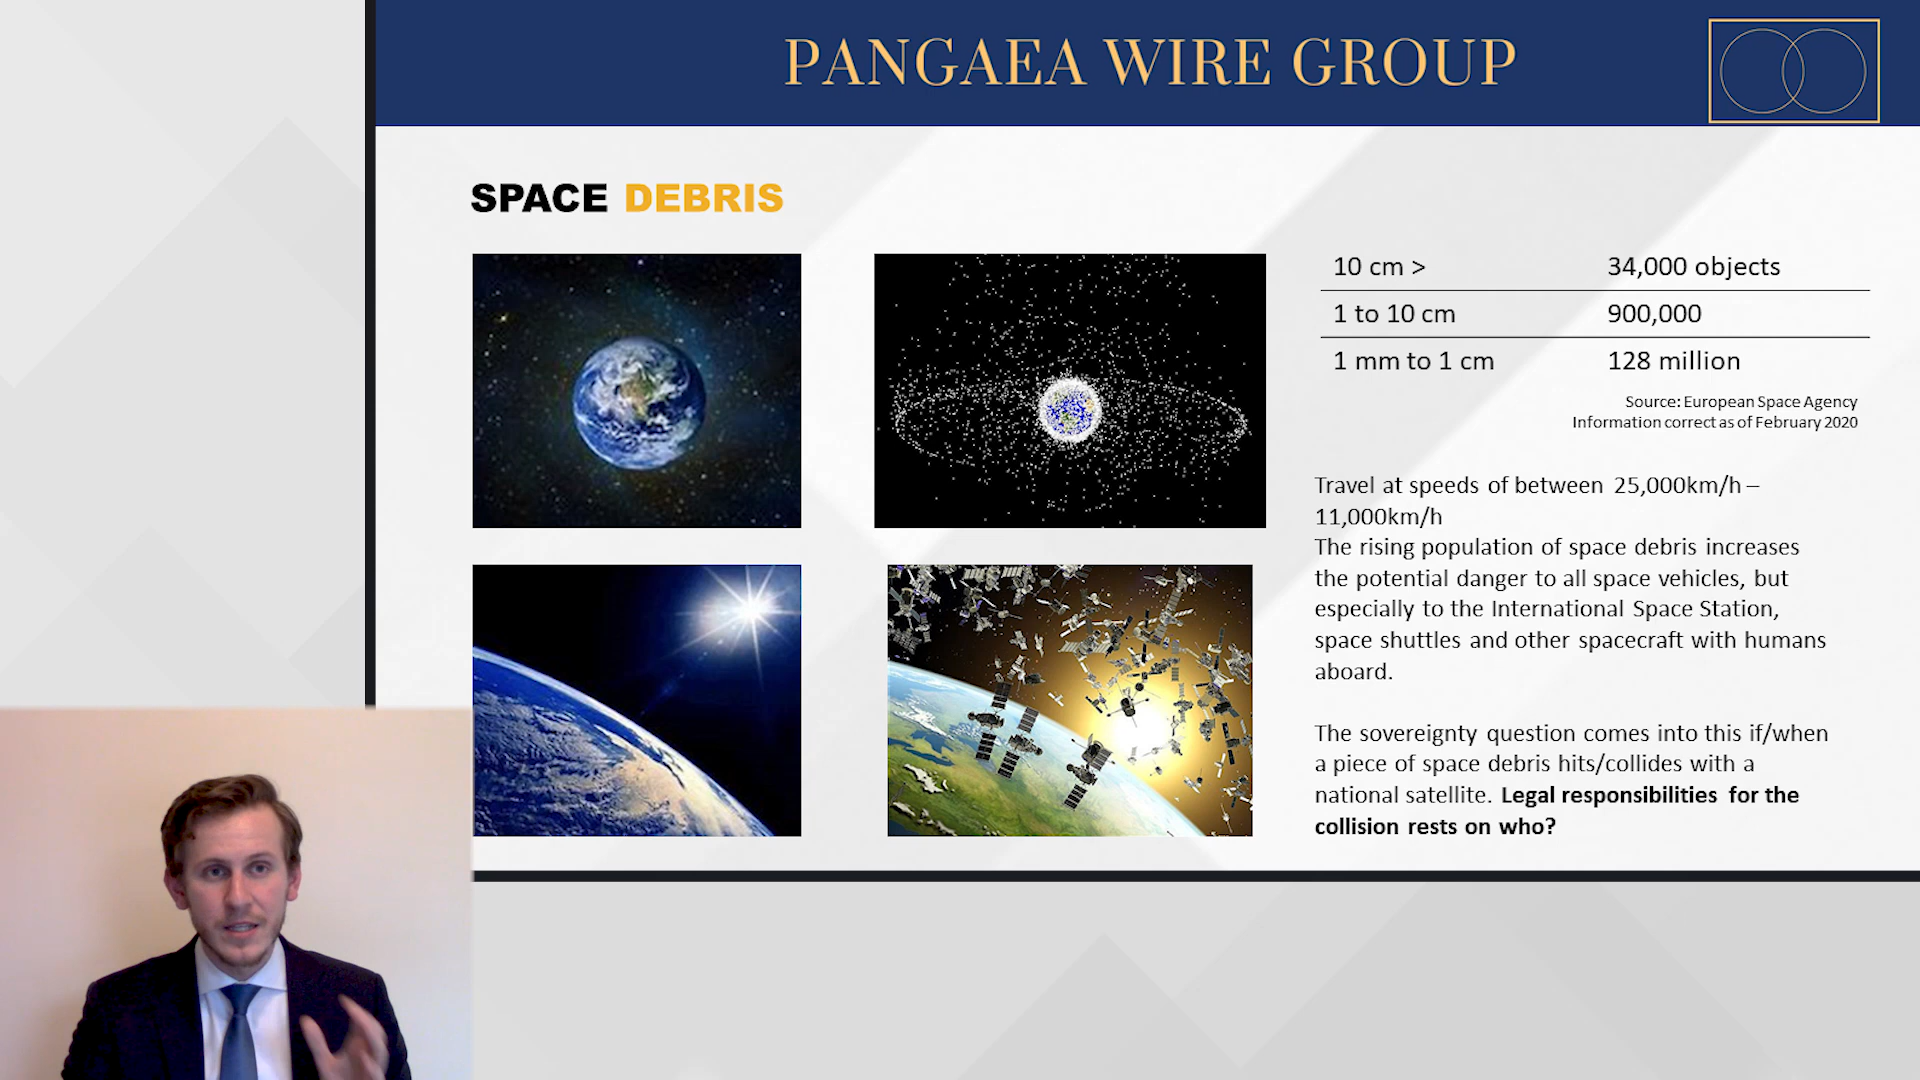 PANGAEA WIRE GROUP
SPACE DEBRIS
10 cm > 34,000 objects
1 to 10 cm 900,000
1 mm to 1 cm 128 million
Source: European Space Agency
Information correct as of February 2020
Travel at speeds of between 25,000km/h –
11,000km/h
The rising population of space debris increases
the potential danger to all space vehicles, but
especially to the International Space Station,
space shuttles and other spacecraft with humans
aboard.
The sovereignty question comes into this if/when
a piece of space debris hits/collides with a
national satellite. Legal responsibilities for the
collision rests on who?